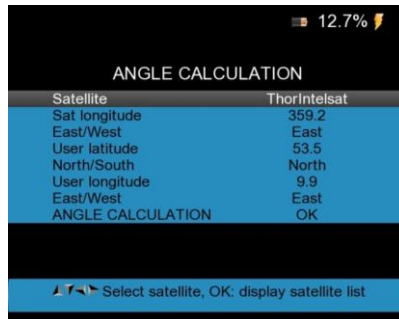 12.7%
ANGLE CALCULATION
Satellite ThorIntelsat
Sat longitude 359.2
East/West East
User latitude 53.5
North/South North
User longitude 9.9
East/West East
ANGLE CALCULATION OK
Select satellite, OK: display satellite list